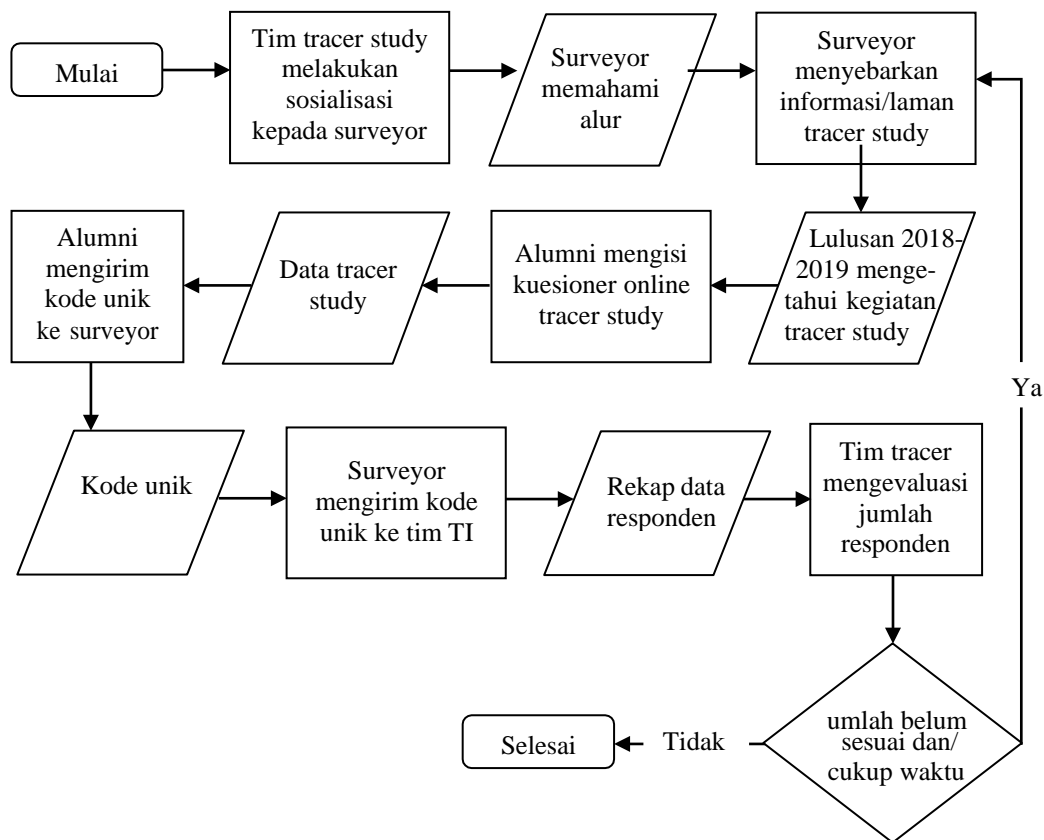 Mulai
Tim tracer study
melakukan
sosialisasi
kepada surveyor
Surveyor
memahami
alur
Surveyor
menyebarkan
informasi/laman
tracer study
Lulusan 2018-
2019 menge-
tahui kegiatan
tracer study
Alumni mengisi
kuesioner online
tracer study
Data tracer
study
Alumni
mengirim
kode unik
ke surveyor
Kode unik
Surveyor
mengirim kode
unik ke tim TI
Rekap data
responden
Tim tracer
mengevaluasi
jumlah
responden
umlah belum
sesuai dan/
cukup waktu
Ya
Tidak
Selesai